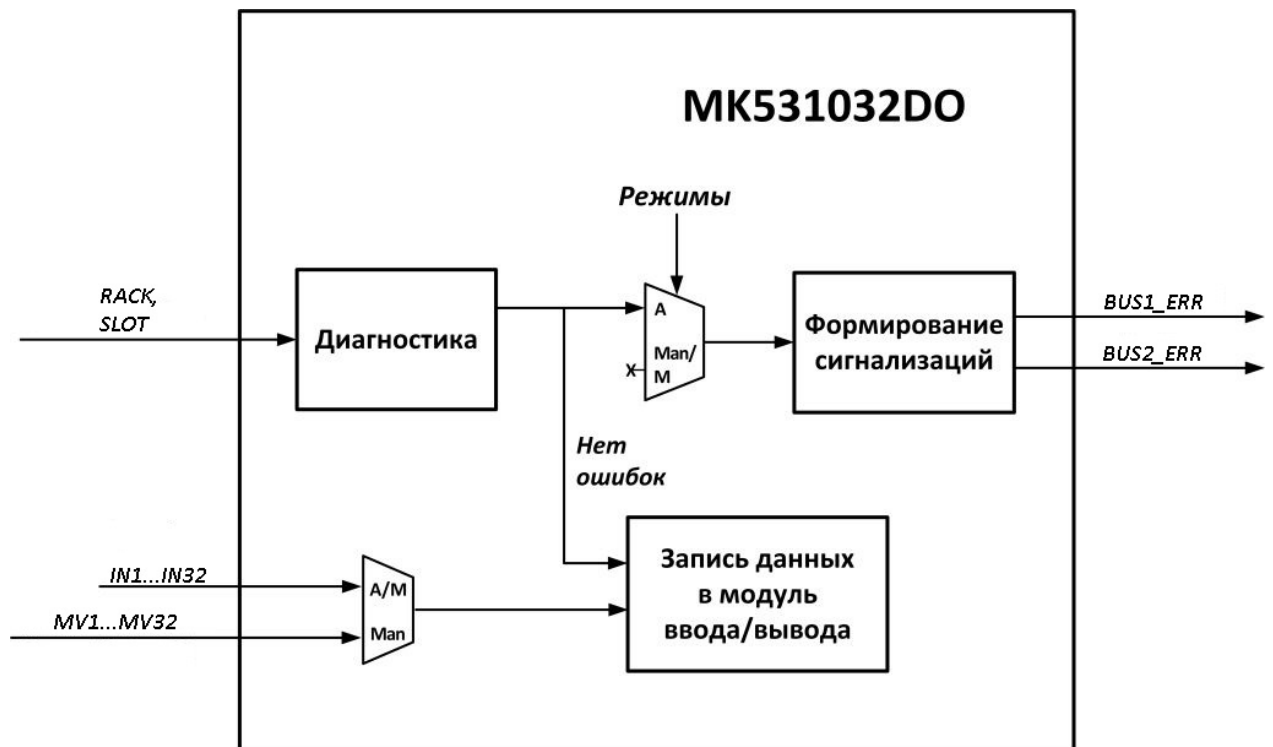 MK531032DO
Режимы
RACK,
SLOT
Диагностика
A
Man/
M
X
Формирование
сигнализаций
BUS1_ERR
BUS2_ERR
Нет
ошибок
IN1...IN32
MV1...MV32
A/M
Man
Запись данных
в модуль
ввода/вывода